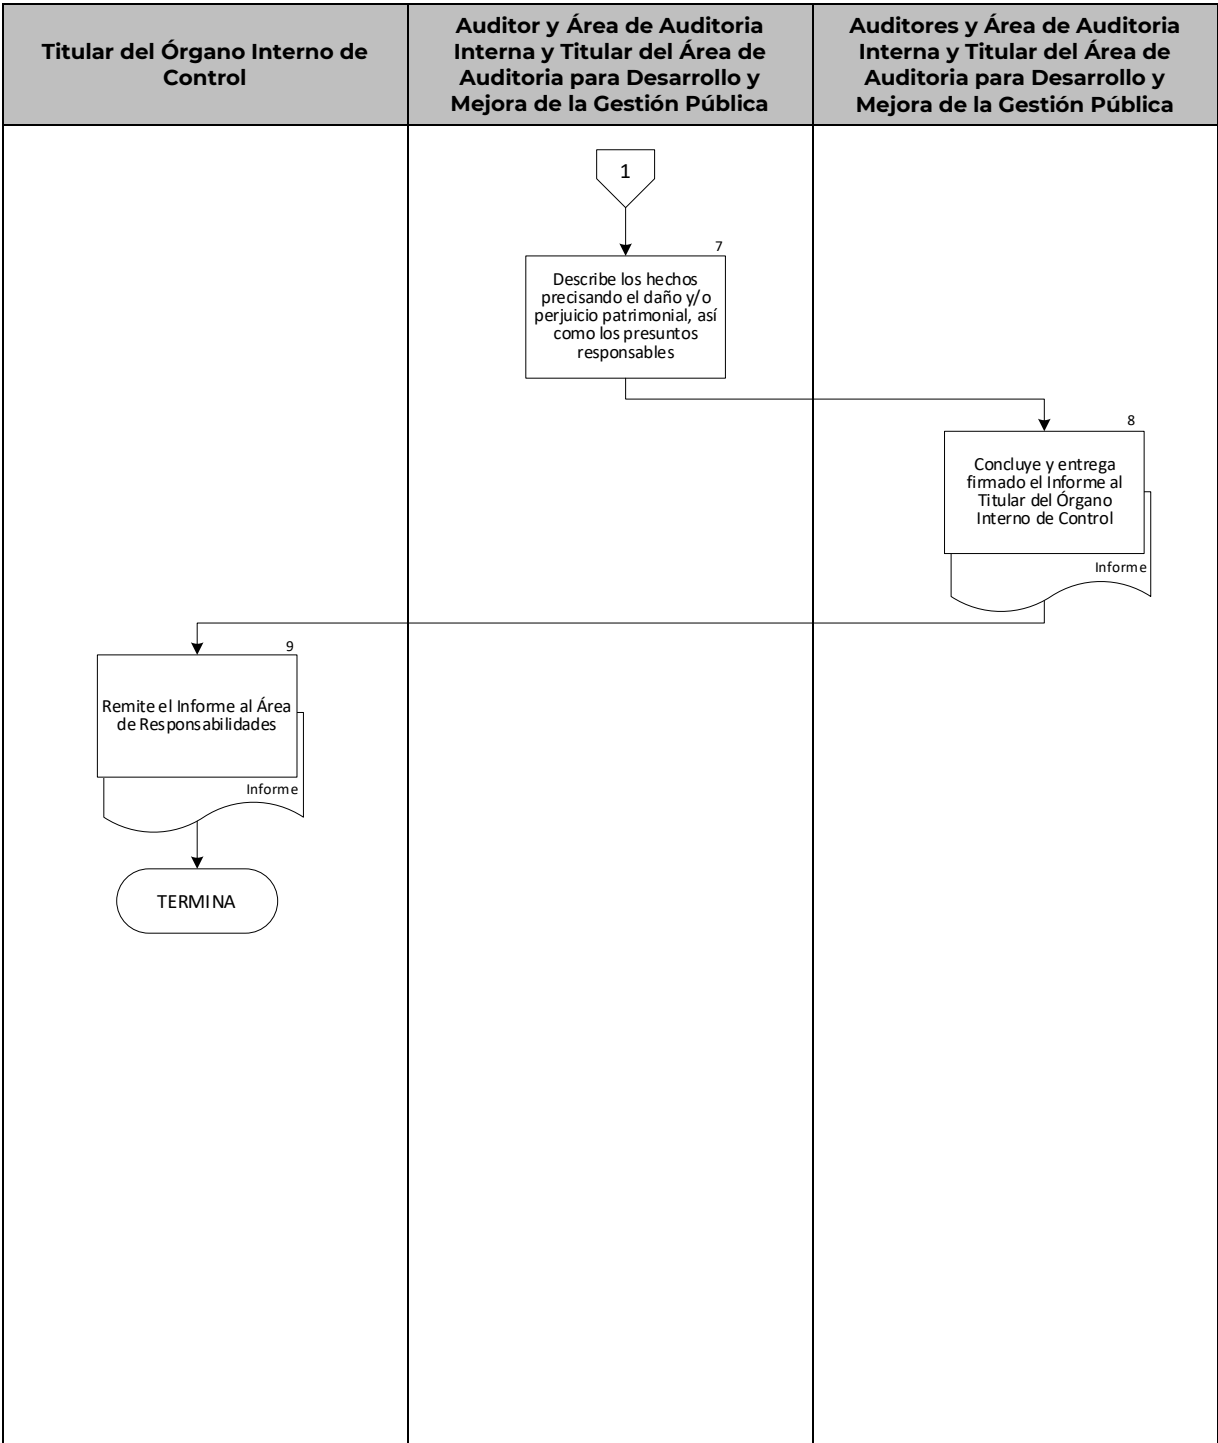 Titular del Órgano Interno de
Control
Auditor y Área de Auditoria
Interna y Titular del Área de
Auditoria para Desarrollo y
Mejora de la Gestión Pública
Auditores y Área de Auditoria
Interna y Titular del Área de
Auditoria para Desarrollo y
Mejora de la Gestión Pública
1
7
Describe los hechos
precisando el daño y/o
perjuicio patrimonial, así
como los presuntos
responsables
8
Concluye y entrega
firmado el Informe al
Titular del Órgano
Interno de Control
Informe
9
Remite el Informe al Área
de Responsabilidades
Informe
TERMINA